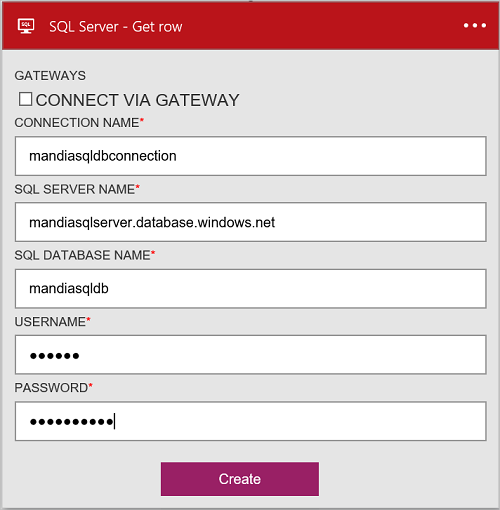 SQL
SQL Server - Get row
GATEWAYS
CONNECT VIA GATEWAY
CONNECTION NAME*
mandiasqldbconnection
SQL SERVER NAME*
mandiasqlserver.database.windows.net
SQL DATABASE NAME*
mandiasqldb
USERNAME*
●●●●●●
PASSWORD*
●●●●●●●●●●
Create